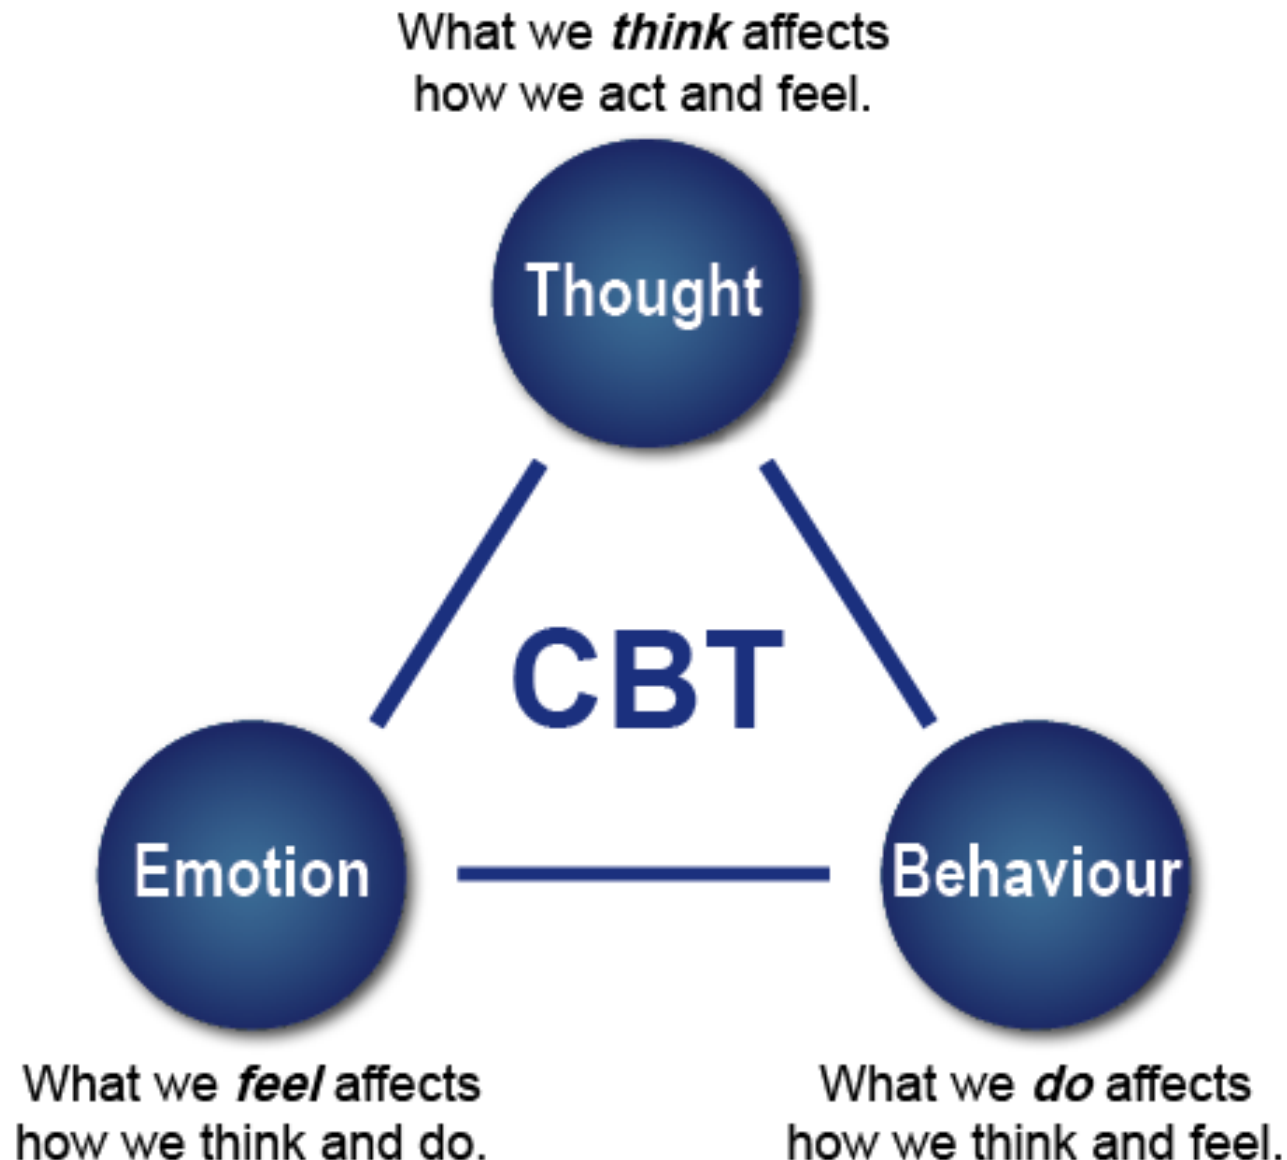 What we think affects
how we act and feel.
Thought
CBT
Emotion
Behaviour
What we feel affects
how we think and do.
What we do affects
how we think and feel.